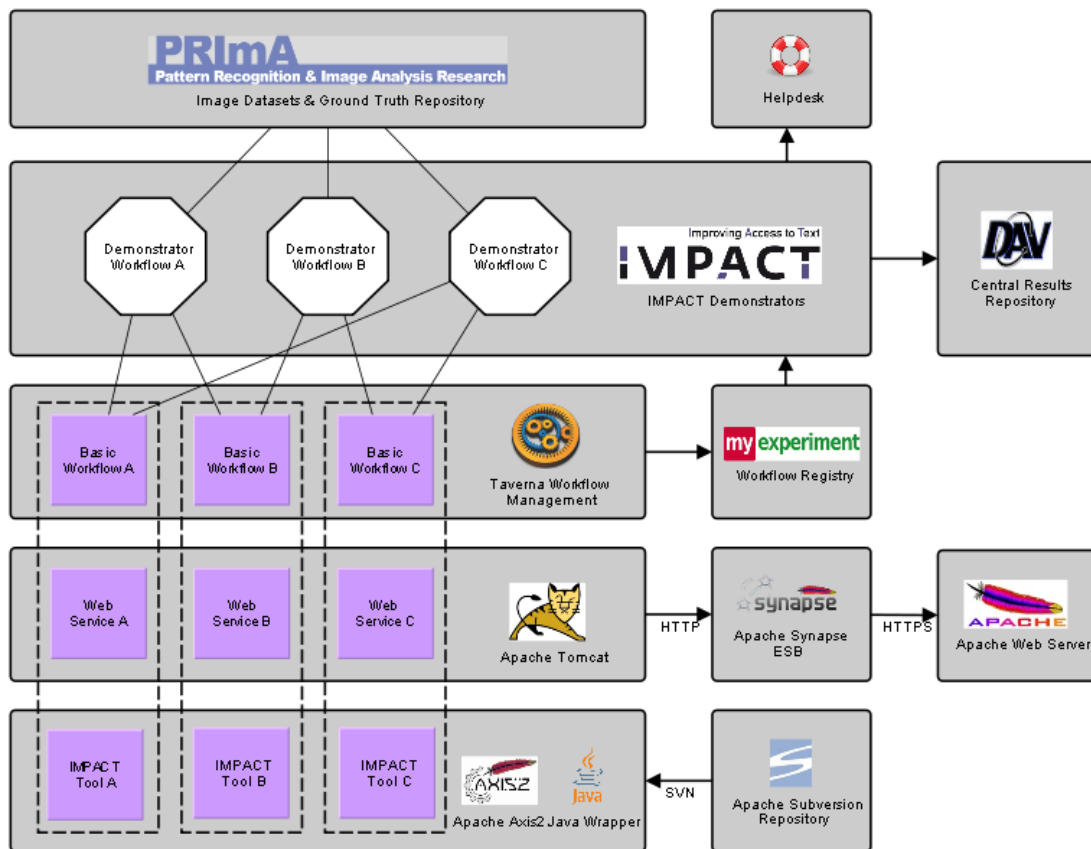 PRImA
Pattern Recognition & Image Analysis Research
Image Datasets & Ground Truth Repository
Helpdesk
Demonstrator
Workflow A
Demonstrator
Workflow B
Demonstrator
Workflow C
Improving Access to Text
IMPACT
IMPACT Demonstrators
DAV
Central Results
Repository
Basic
Workflow A
Basic
Workflow B
Basic
Workflow C
Taverna Workflow
Management
my experiment
Workflow Registry
Web
Service A
Web
Service B
Web
Service C
Apache Tomcat
HTTP
synapse
Apache Synapse
ESB
HTTPS
APACHE
Apache Web Server
IMPACT
Tool A
IMPACT
Tool B
IMPACT
Tool C
AXIS2
Java
Apache Axis2 Java Wrapper
SVN
Apache Subversion
Repository